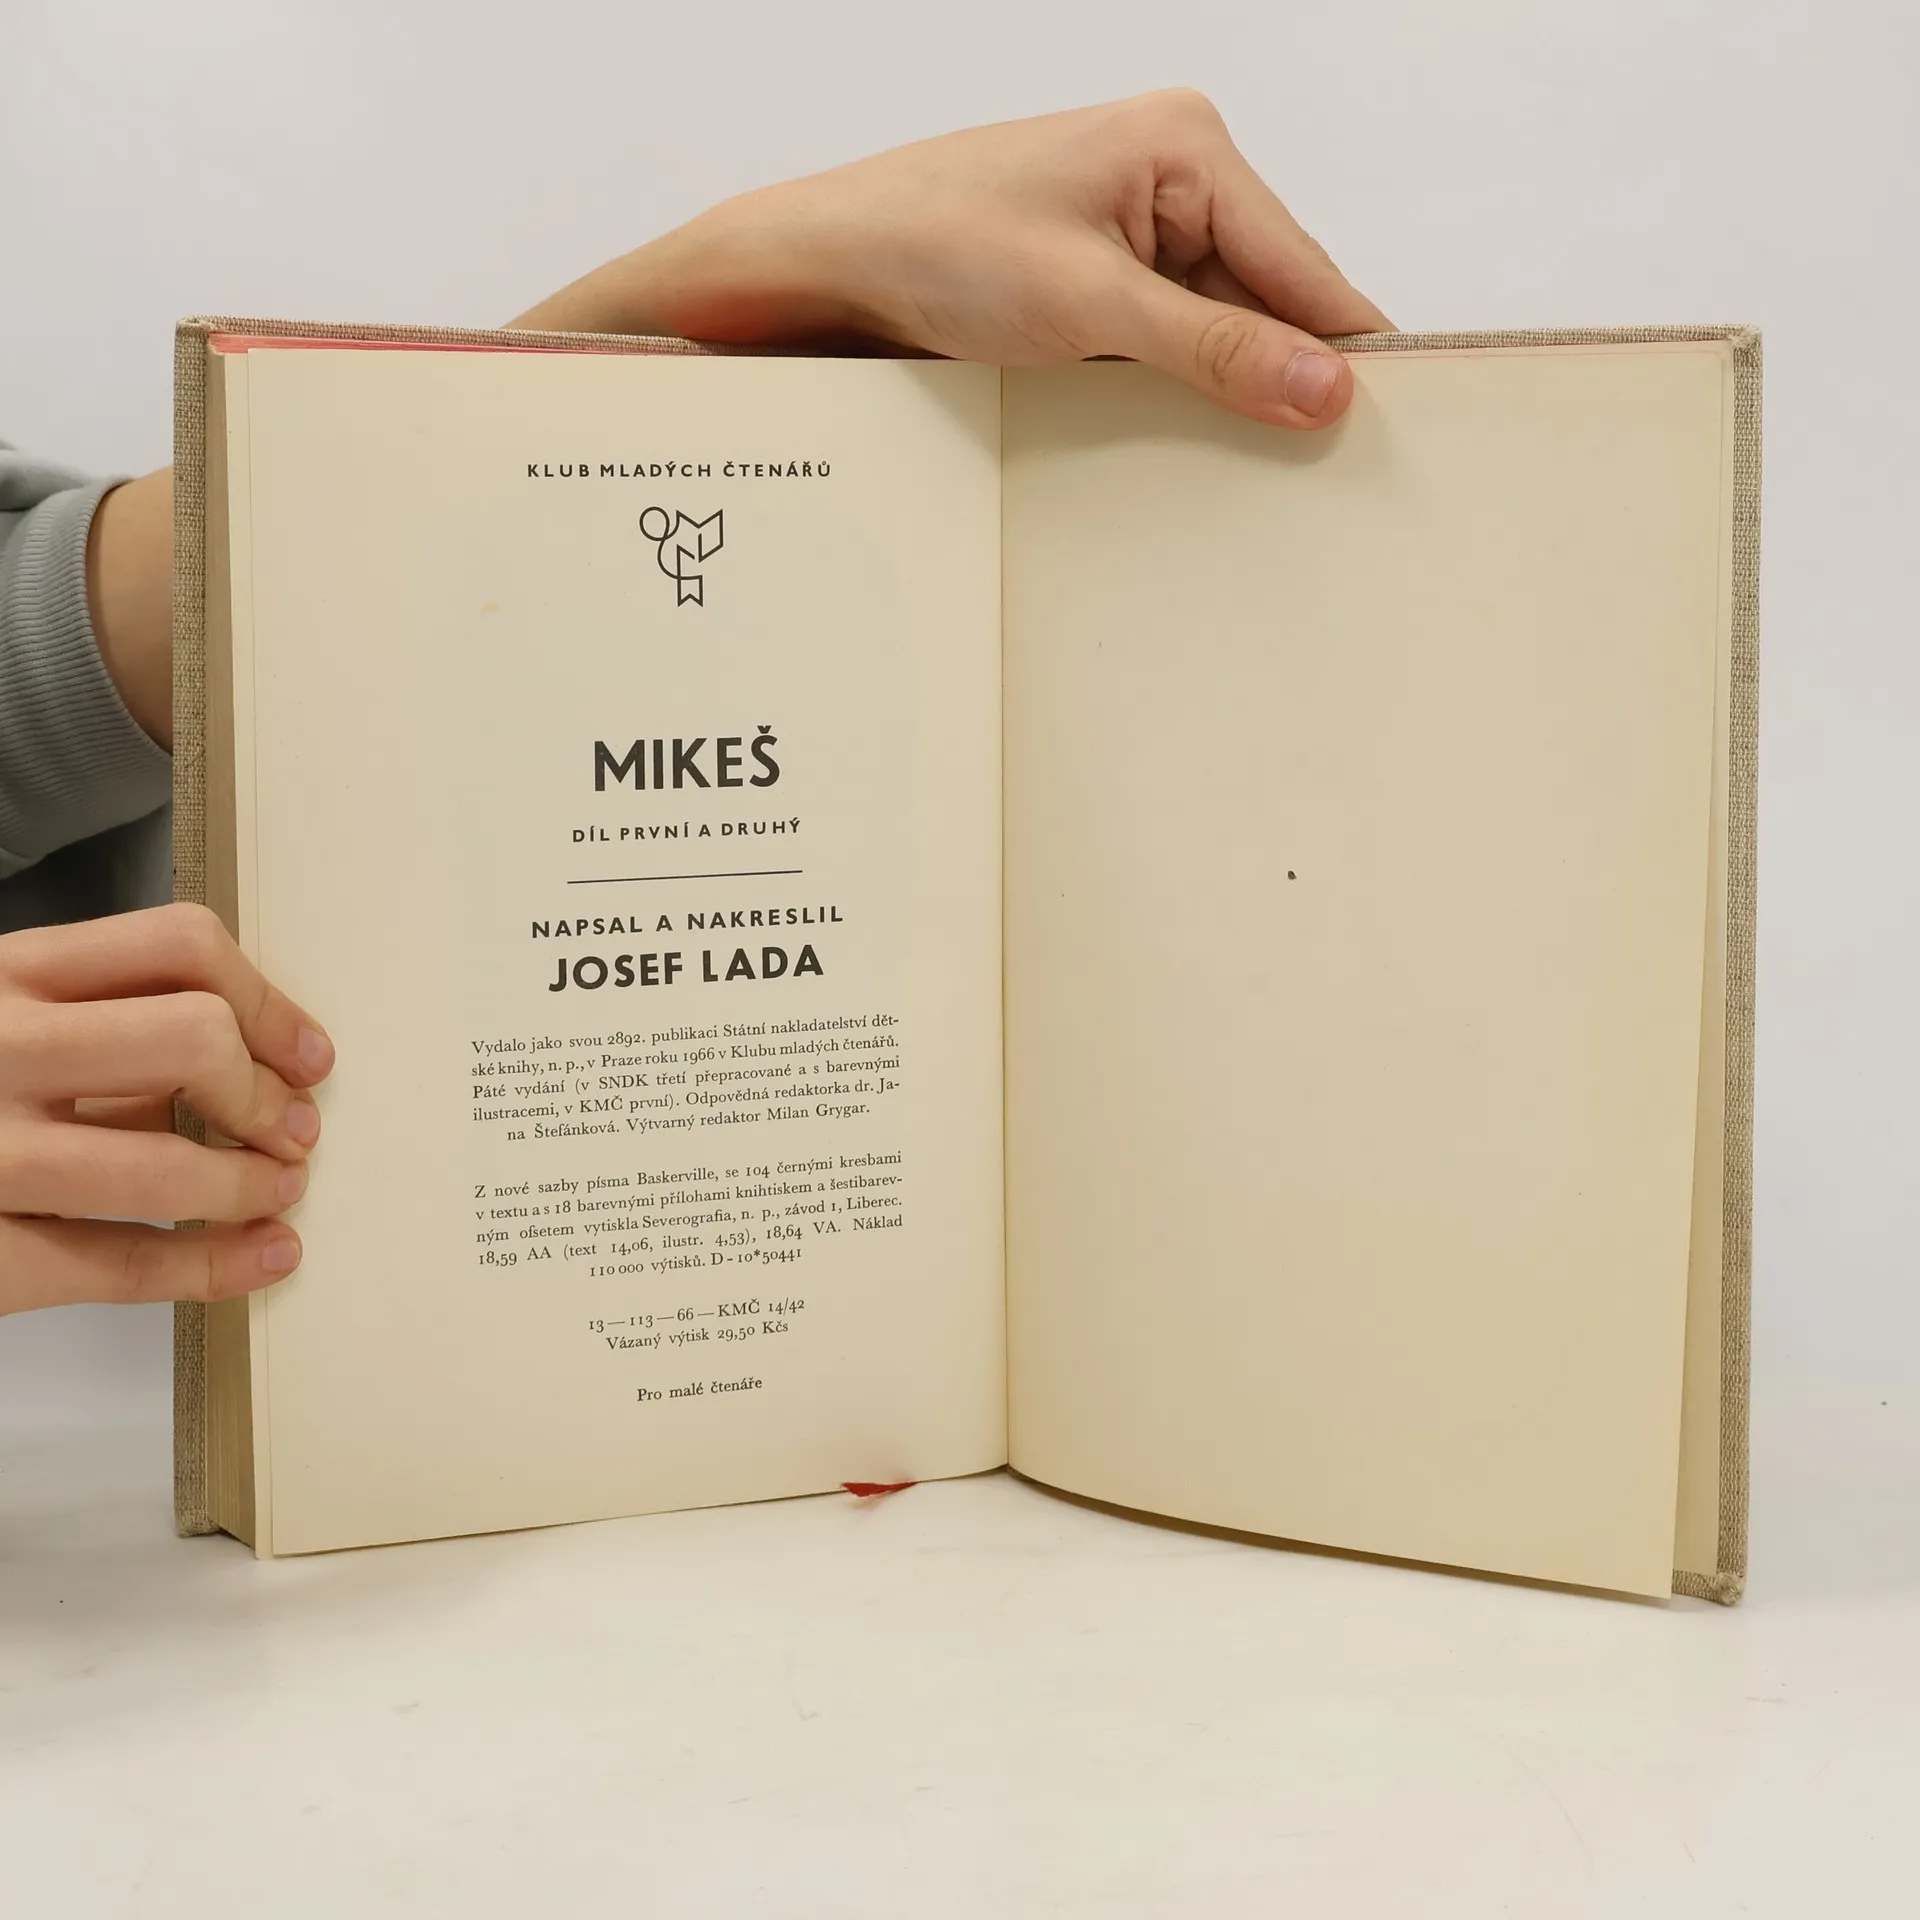 KLUB MLADÝCH ČTENÁŘŮ
MIKEŠ
DÍL PRVNÍ A DRUHÝ
NAPSAL A NAKRESLIL
JOSEF LADA
Vydalo jako svou 2892. publikaci Státní nakladatelství dět-
ské knihy, n. p., v Praze roku 1966 v Klubu mladých čtenářů.
Páté vydání (v SNDK třetí přepracované a s barevnými
ilustracemi, v KMČ první). Odpovědná redaktorka dr. Ja-
na Štefánková. Výtvarný redaktor Milan Grygar.
Z nové sazby písma Baskerville, se 104 černými kresbami
v textu a s 18 barevnými přílohami knihtiskem a šestibarev-
ným ofsetem vytiskla Severografia, n. p., závod 1, Liberec.
18,59 AA (text 14,06, ilustr. 4,53), 18,64 VA. Náklad
110 000 výtisků. D - 10*50441
13 — 113 — 66 — KMČ 14/42
Vázaný výtisk 29,50 Kčs
Pro malé čtenáře